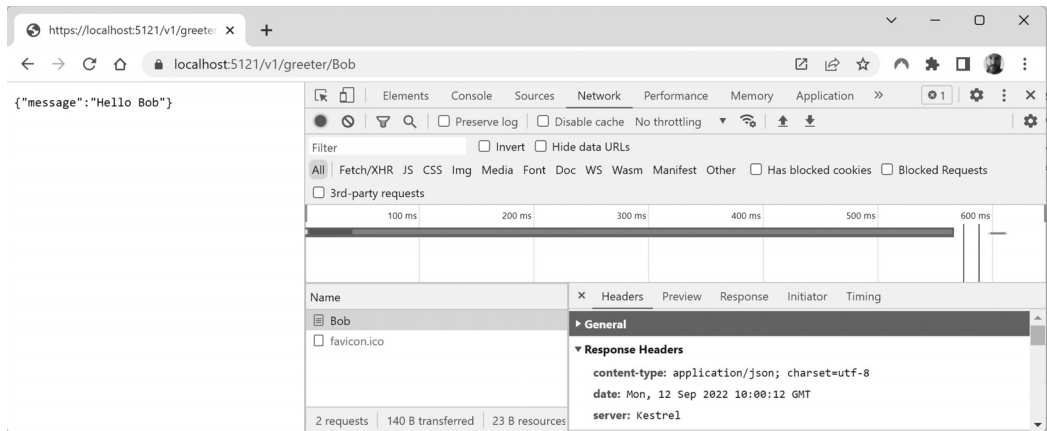 https://localhost:5121/v1/greeter
localhost:5121/v1/greeter/Bob
{"message":"Hello Bob"}
Elements Console Sources Network Performance Memory Application » 1
Preserve log Disable cache No throttling
Filter Invert Hide data URLs
All Fetch/XHR JS CSS Img Media Font Doc WS Wasm Manifest Other Has blocked cookies Blocked Requests
3rd-party requests
100 ms 200 ms 300 ms 400 ms 500 ms 600 ms
Name
Bob
favicon.ico
2 requests 140 B transferred 23 B resources
× Headers Preview Response Initiator Timing
General
Response Headers
content-type: application/json; charset=utf-8
date: Mon, 12 Sep 2022 10:00:12 GMT
server: Kestrel